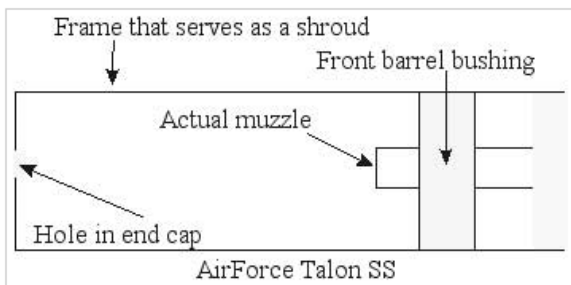 Frame that serves as a shroud
Front barrel bushing
Actual muzzle
Hole in end cap
AirForce Talon SS